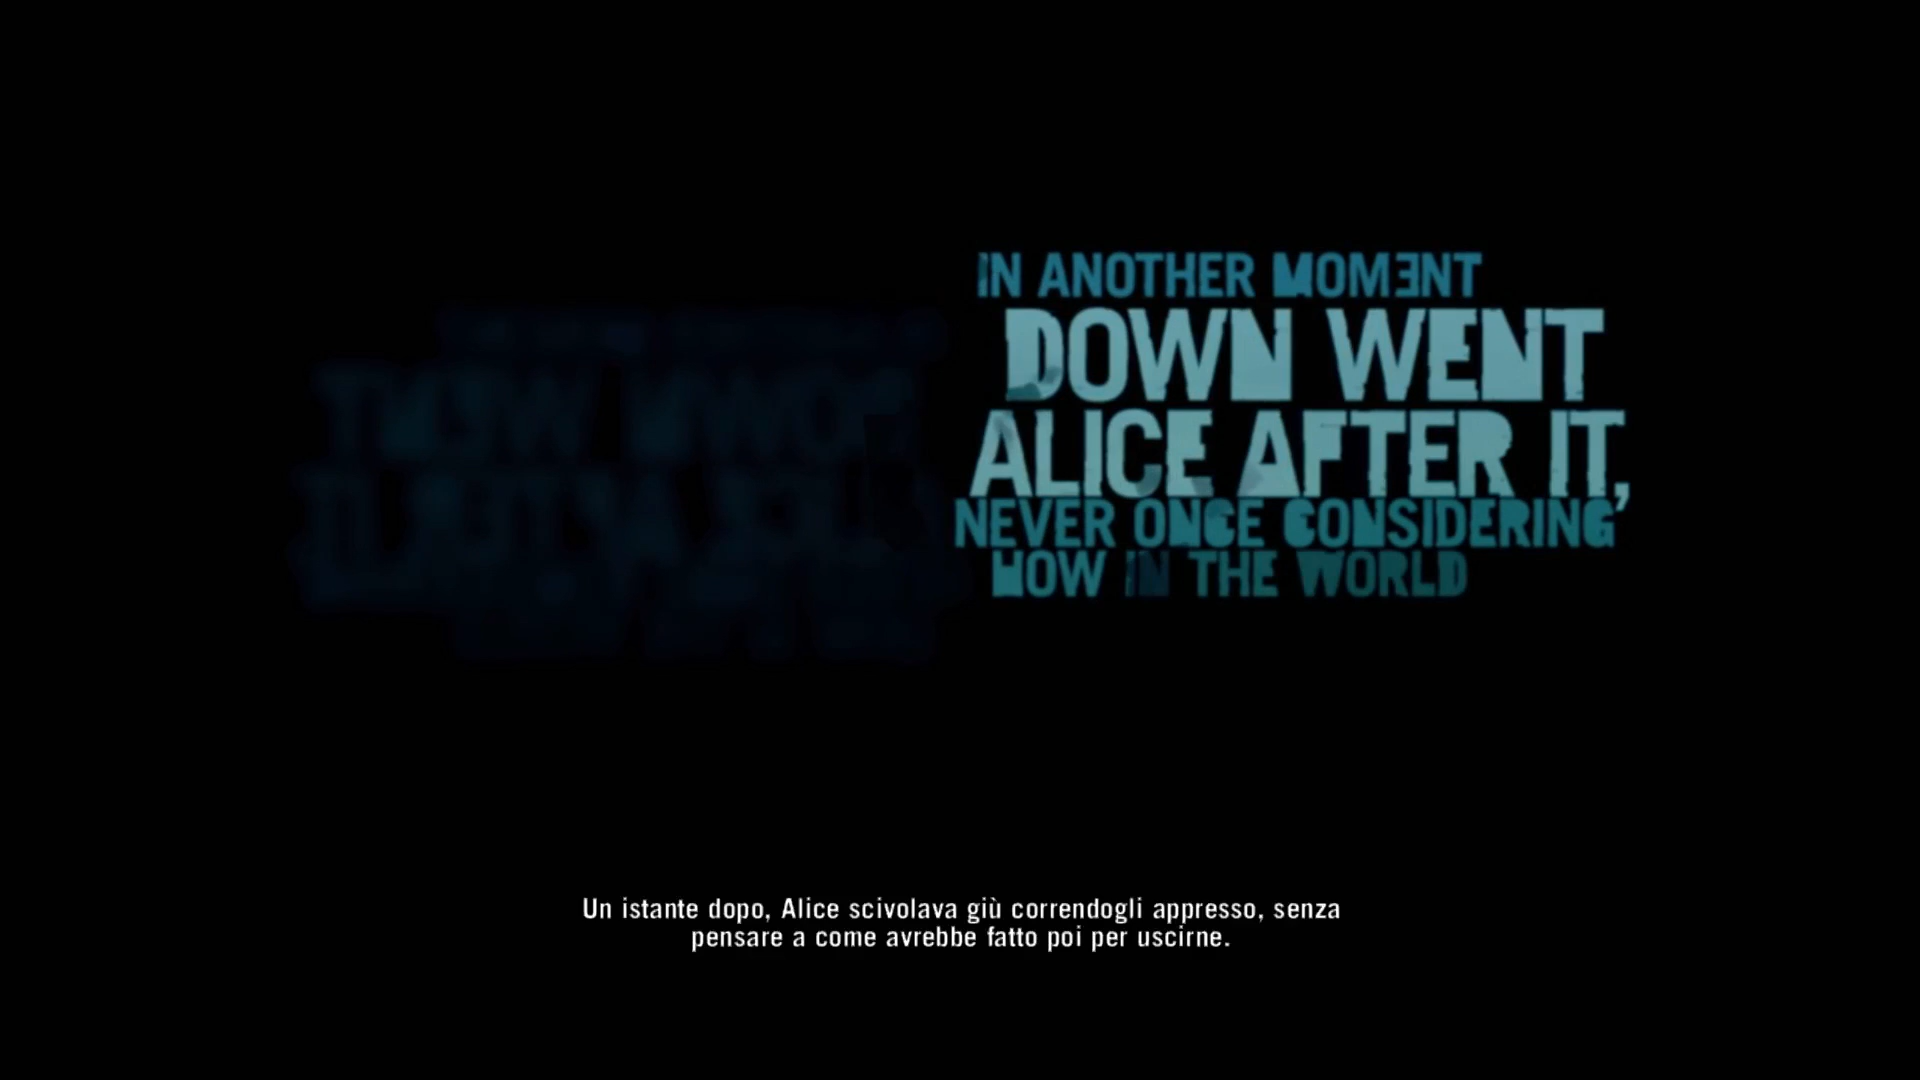 IN ANOTHER MOMENT
DOWN WENT
ALICE AFTER IT,
NEVER ONCE CONSIDERING
HOW IN THE WORLD
Un istante dopo, Alice scivolava giù correndogli appresso, senza
pensare a come avrebbe fatto poi per uscirne.